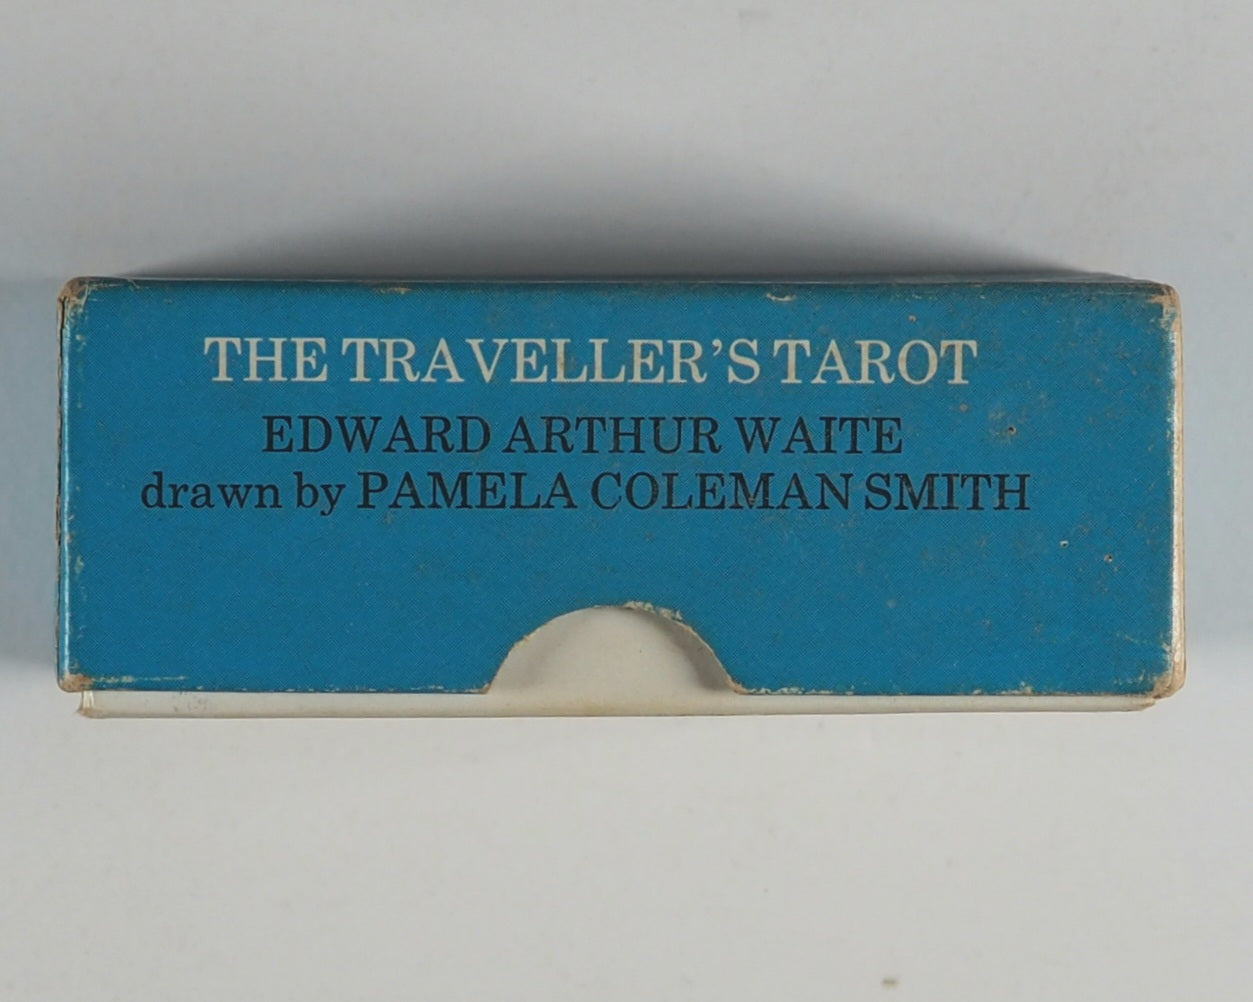 THE TRAVELLER'S TAROT
EDWARD ARTHUR WAITE
drawn by PAMELA COLEMAN SMITH